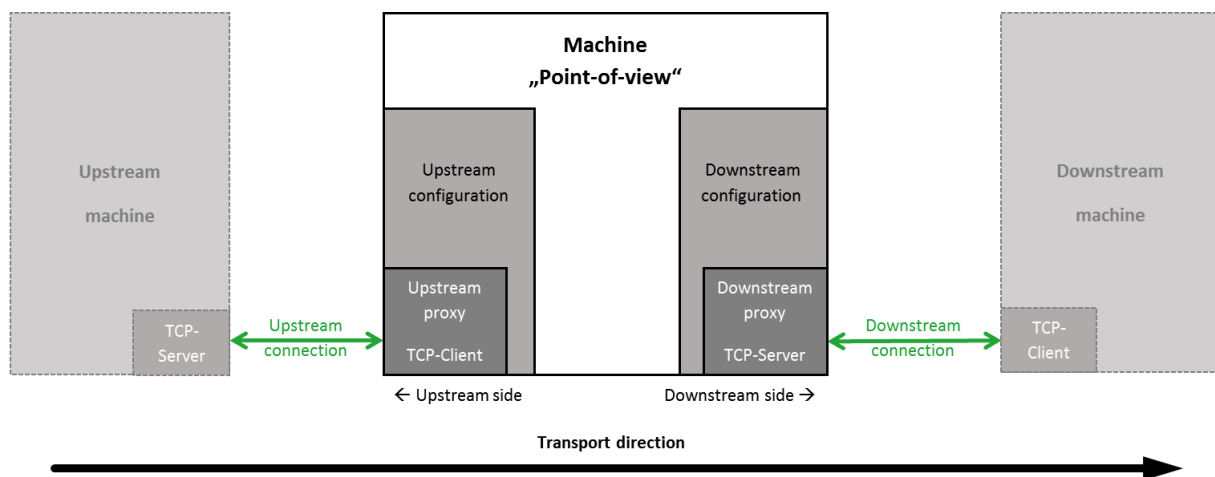 Machine
„Point-of-view“
Upstream
machine
TCP-
Server
Upstream
connection
Upstream
configuration
Upstream
proxy
TCP-Client
Downstream
configuration
Downstream
proxy
TCP-Server
Downstream
connection
Downstream
machine
TCP-
Client
← Upstream side
Downstream side →
Transport direction